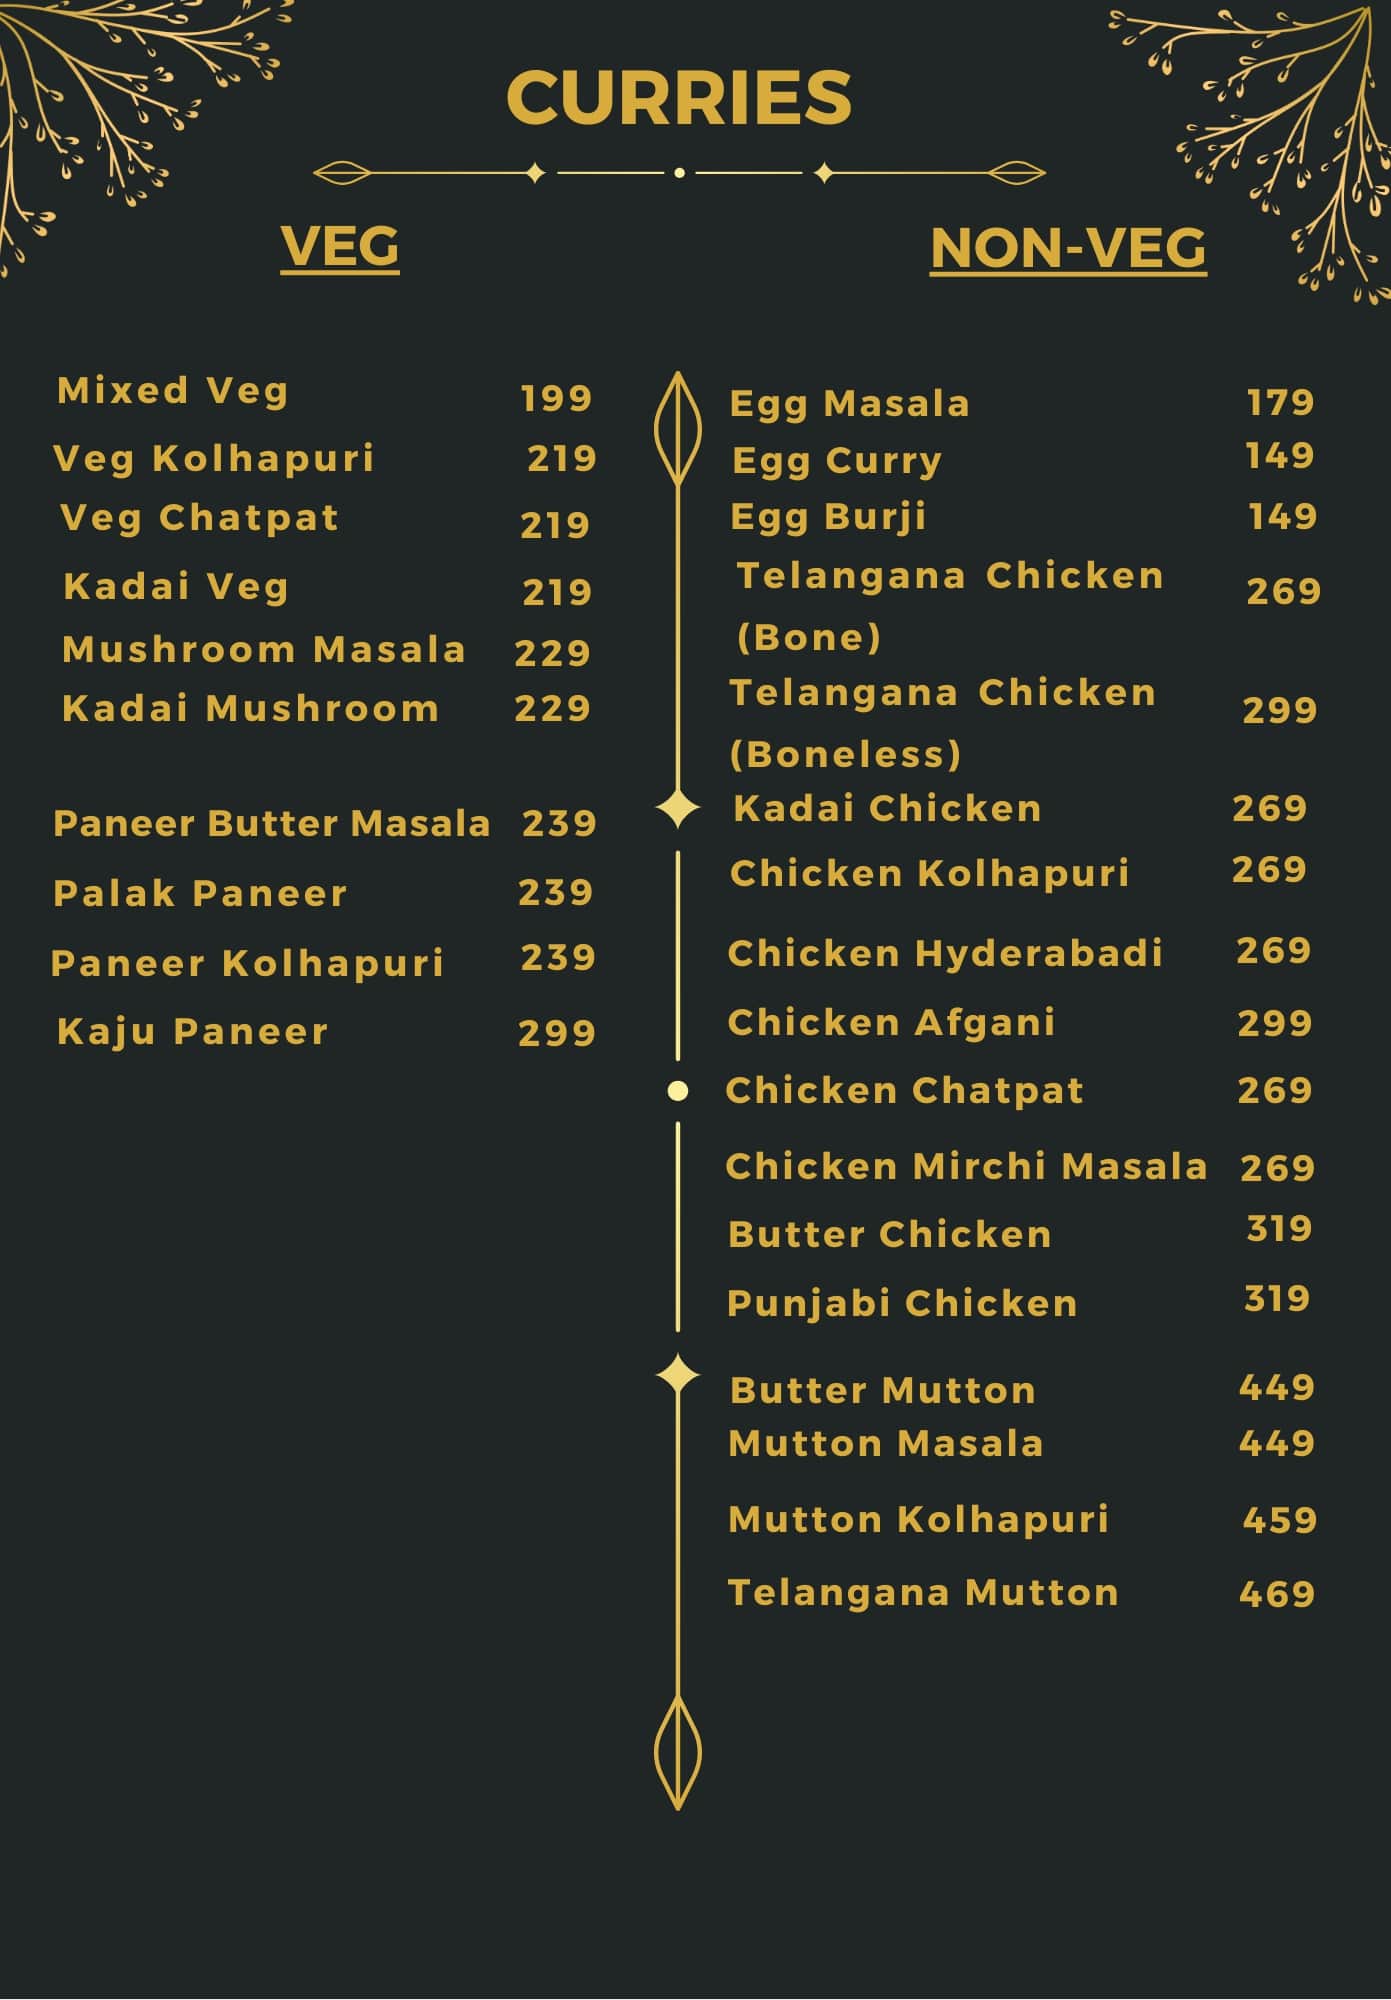 CURRIES
VEG
Mixed Veg 199
Veg Kolhapuri 219
Veg Chatpat 219
Kadai Veg 219
Mushroom Masala 229
Kadai Mushroom 229
Paneer Butter Masala 239
Palak Paneer 239
Paneer Kolhapuri 239
Kaju Paneer 299
NON-VEG
Egg Masala 179
Egg Curry 149
Egg Burji 149
Telangana Chicken 269
(Bone)
Telangana Chicken 299
(Boneless)
Kadai Chicken 269
Chicken Kolhapuri 269
Chicken Hyderabadi 269
Chicken Afgani 299
Chicken Chatpat 269
Chicken Mirchi Masala 269
Butter Chicken 319
Punjabi Chicken 319
Butter Mutton 449
Mutton Masala 449
Mutton Kolhapuri 459
Telangana Mutton 469